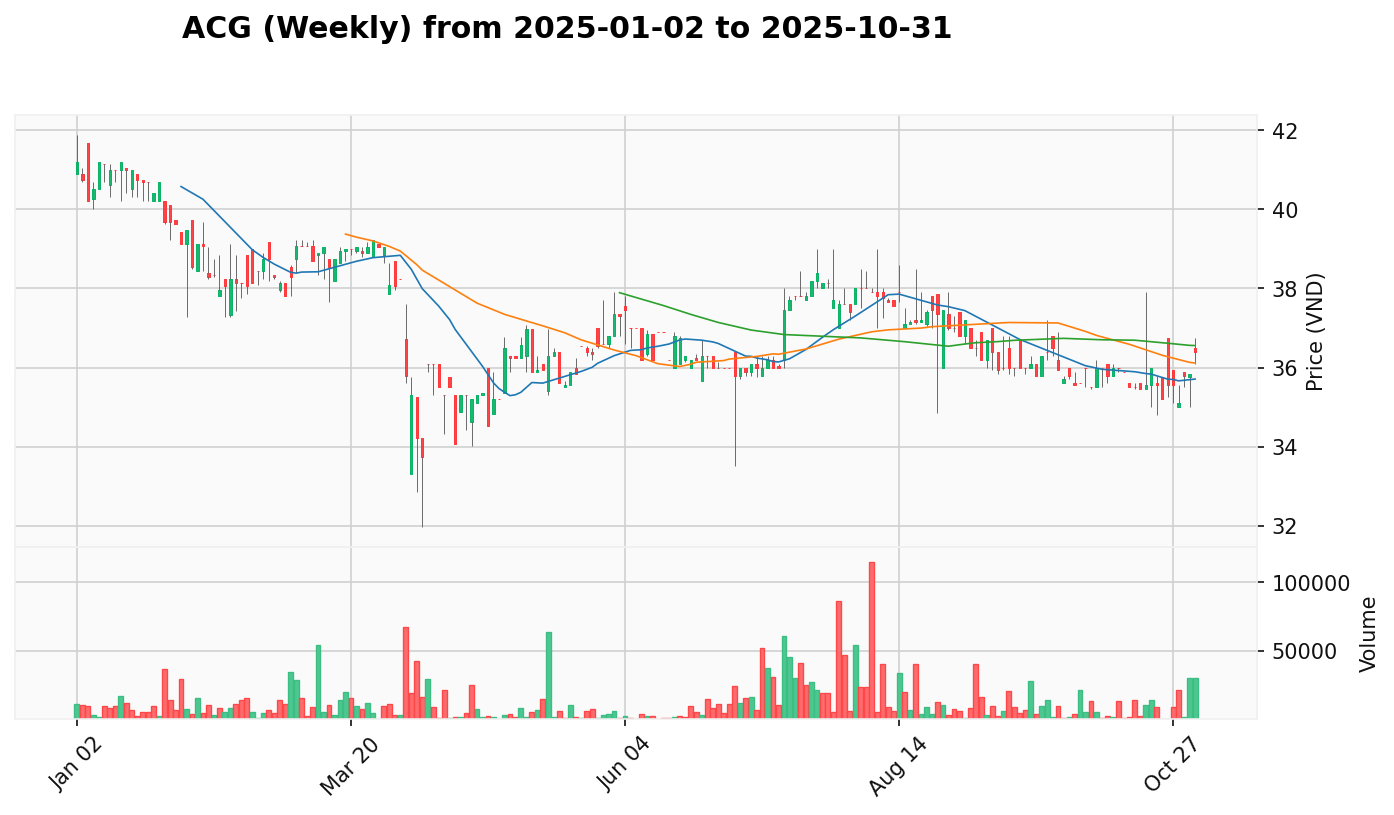 ACG (Weekly) from 2025-01-02 to 2025-10-31
42
40
38
36
34
32
Price (VND)
100000
50000
Volume
Jan 02
Mar 20
Jun 04
Aug 14
Oct 27